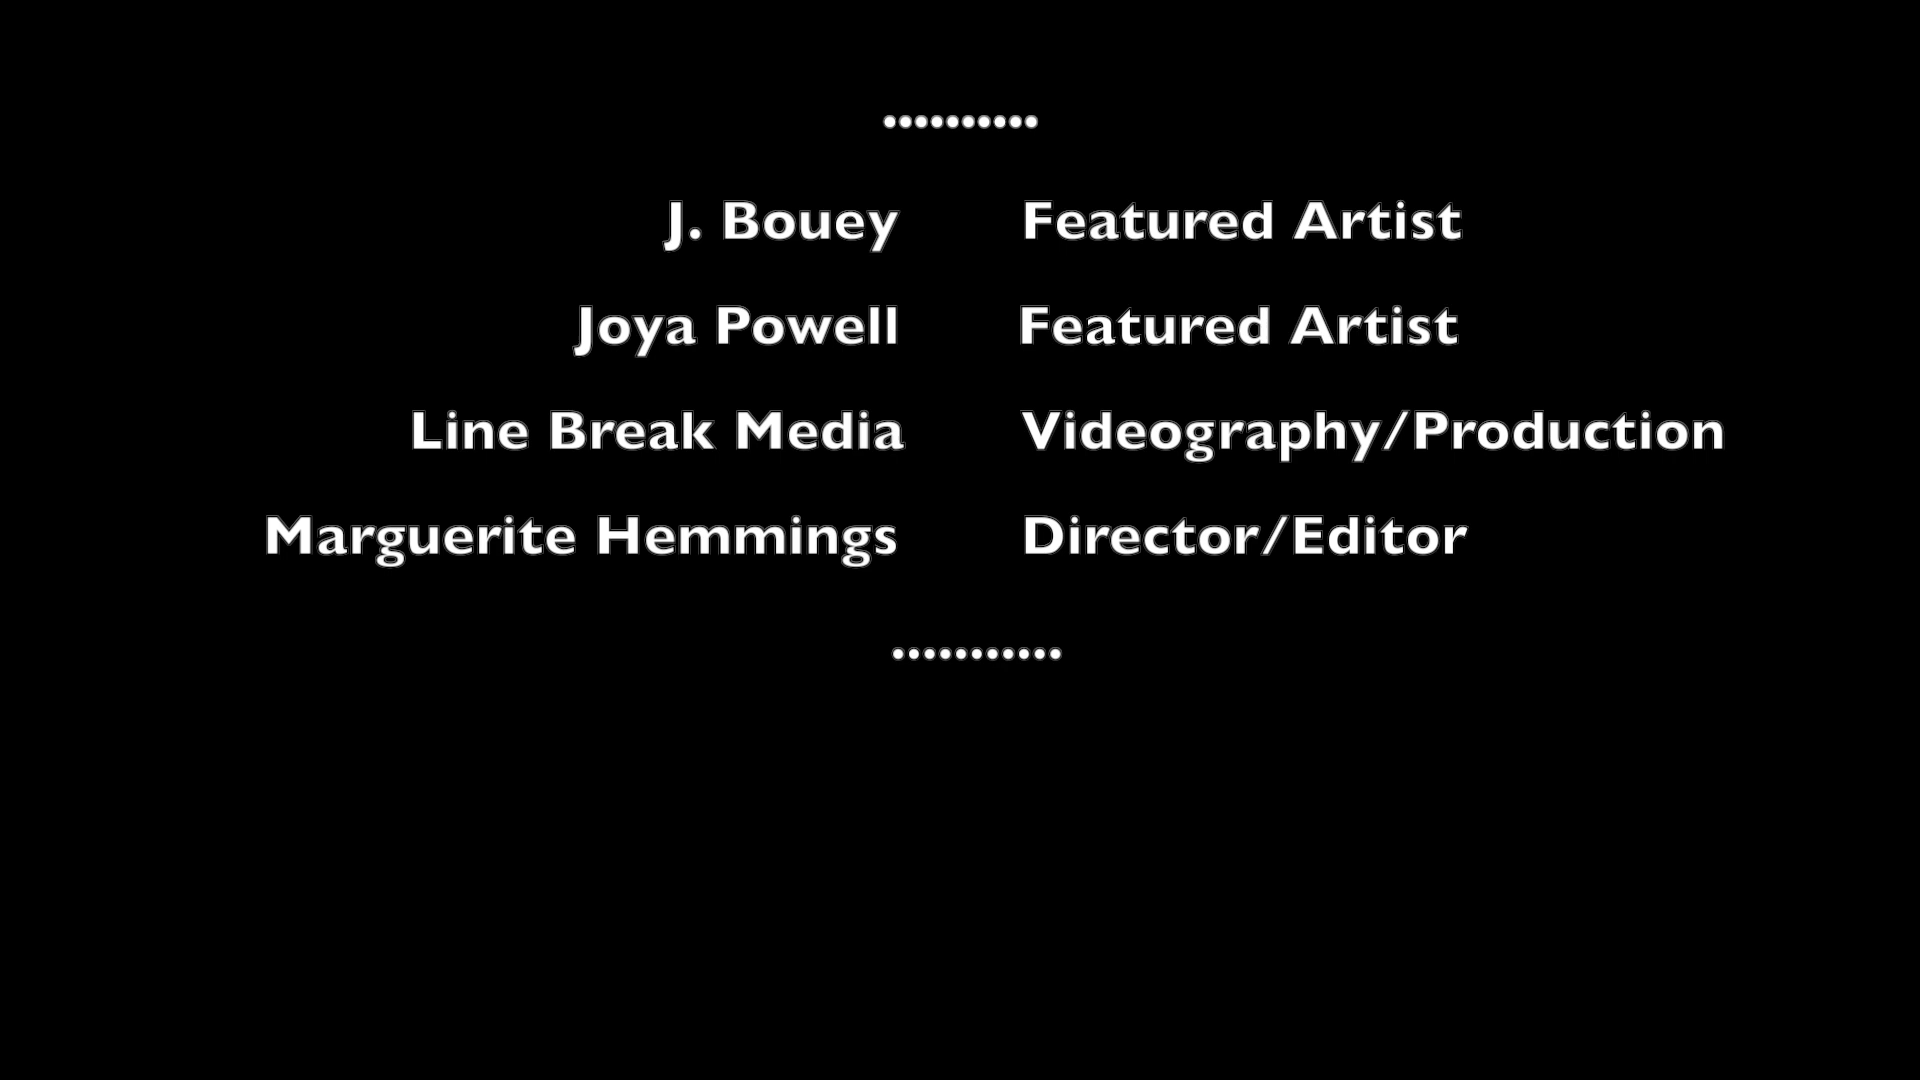 ..........
J. Bouey Featured Artist
Joya Powell Featured Artist
Line Break Media Videography/Production
Marguerite Hemmings Director/Editor
...........